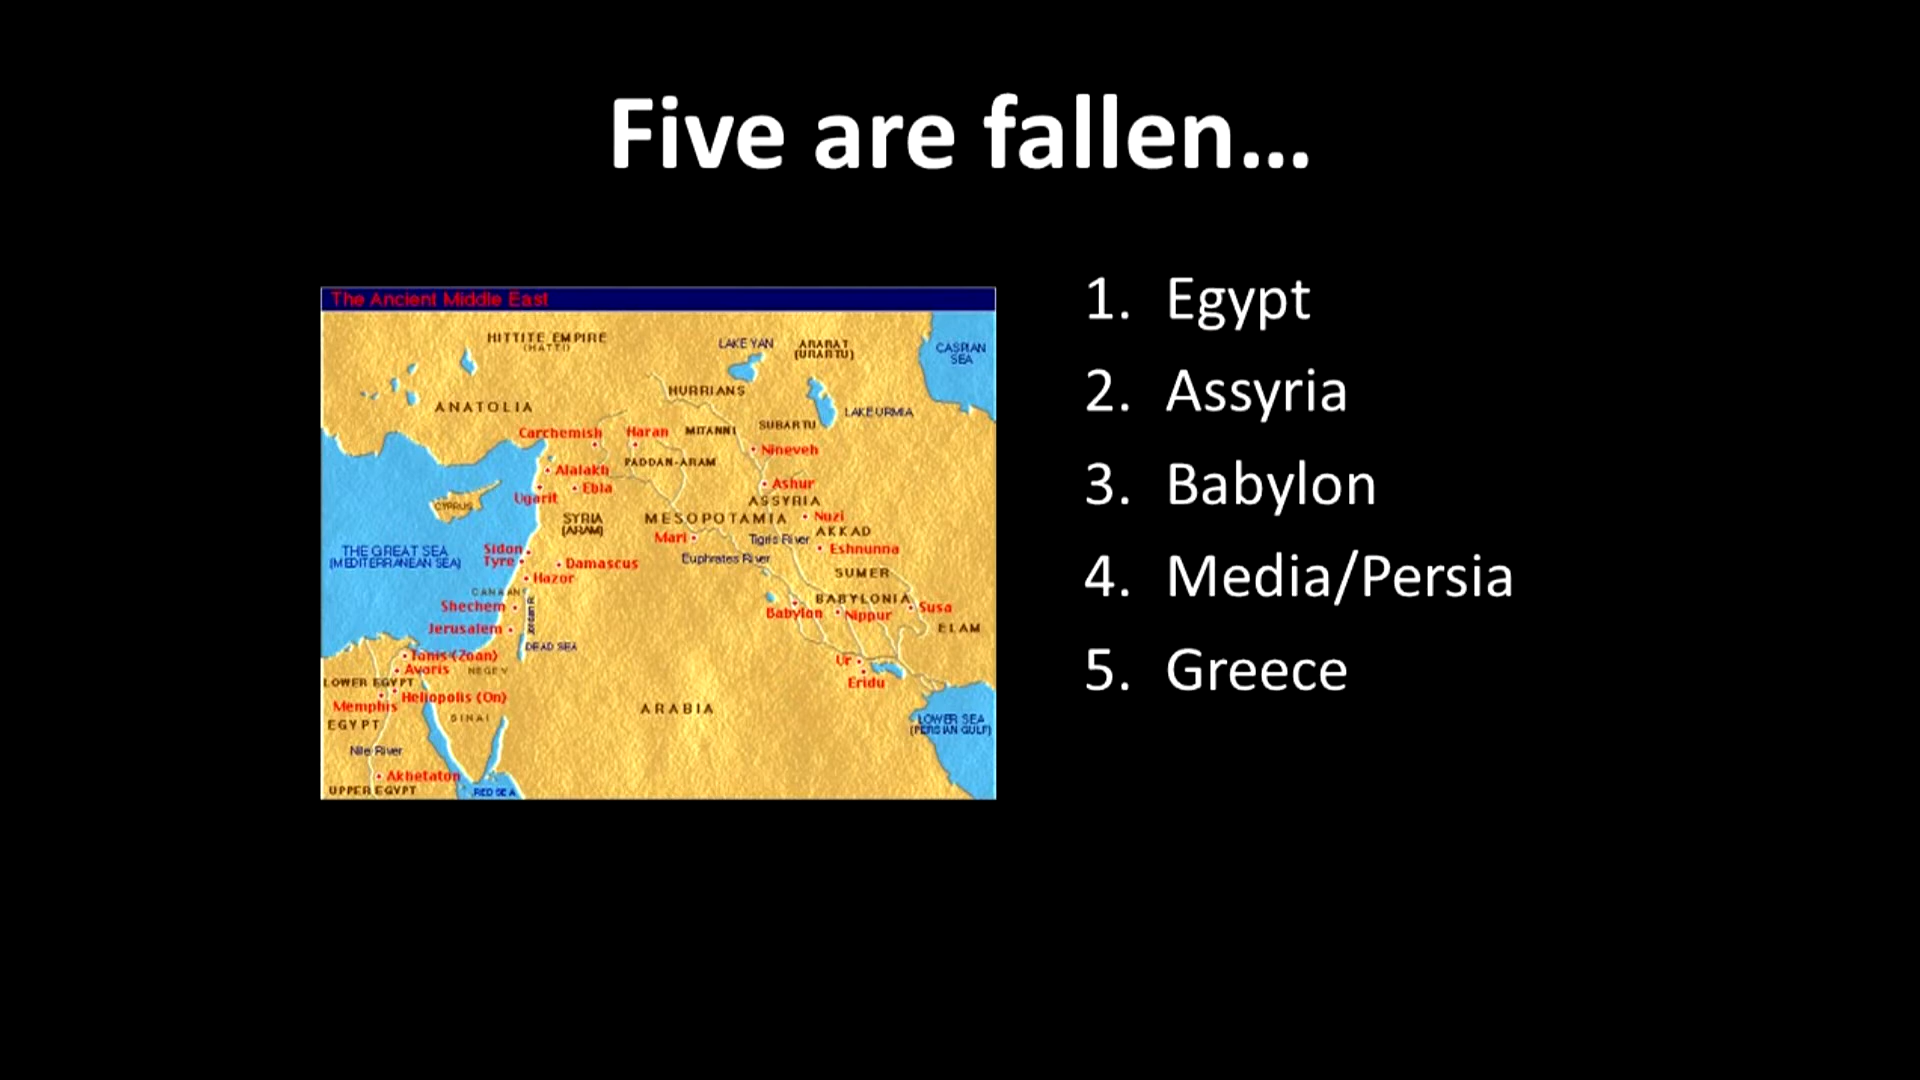 Five are fallen...
The Ancient Middle East
HITTITE EMPIRE
(HATTI)
LAKE VAN
ARARAT
(URARTU)
CASPIAN
SEA
HURRIANS
ANATOLIA
LAKE URMIA
Carchemish
Haran
MITANNI
SUBARTU
Nineveh
PADDAN-ARAM
Alalakh
Ebla
Ugarit
Ashur
ASSYRIA
CYPRUS
SYRIA
(ARAM)
MESOPOTAMIA
Nuzi
AKKAD
Mari
Tigris River
Eshnunna
THE GREAT SEA
(MEDITERRANEAN SEA)
Sidon
Tyre
Damascus
Euphrates River
Hazor
SUMER
CANAAN
Shechem
Jordan R.
BABYLONIA
Babylon
Nippur
Susa
Jerusalem
ELAM
DEAD SEA
Tanis (Zoan)
Avaris
NEGEV
Ur
Eridu
LOWER EGYPT
Heliopolis (On)
Memphis
EGYPT
SINAI
ARABIA
LOWER SEA
(PERSIAN GULF)
Nile River
Akhetaton
UPPER EGYPT
RED SEA
1. Egypt
2. Assyria
3. Babylon
4. Media/Persia
5. Greece